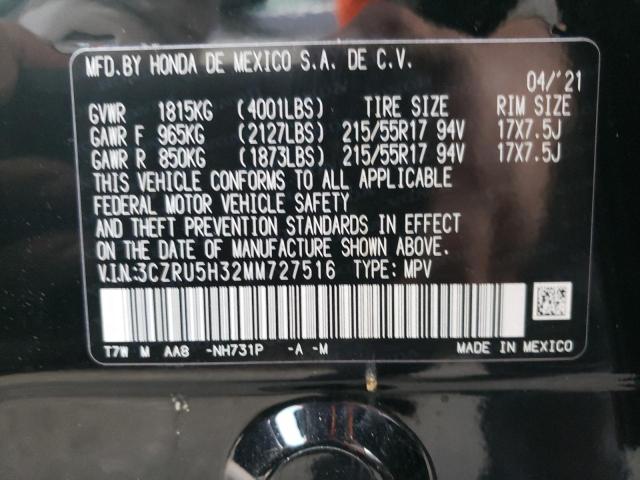 MFD. BY HONDA DE MEXICO S.A. DE C.V.
04/'21
GVWR 1815KG (4001LBS) TIRE SIZE RIM SIZE
GAWR F 965KG (2127LBS) 215/55R17 94V 17X7.5J
GAWR R 850KG (1873LBS) 215/55R17 94V 17X7.5J
THIS VEHICLE CONFORMS TO ALL APPLICABLE
FEDERAL MOTOR VEHICLE SAFETY
AND THEFT PREVENTION STANDARDS IN EFFECT
ON THE DATE OF MANUFACTURE SHOWN ABOVE.
V.I.N.:3CZRU5H32MM727516 TYPE: MPV
T7W M AA8 -NH731P -A -M MADE IN MEXICO